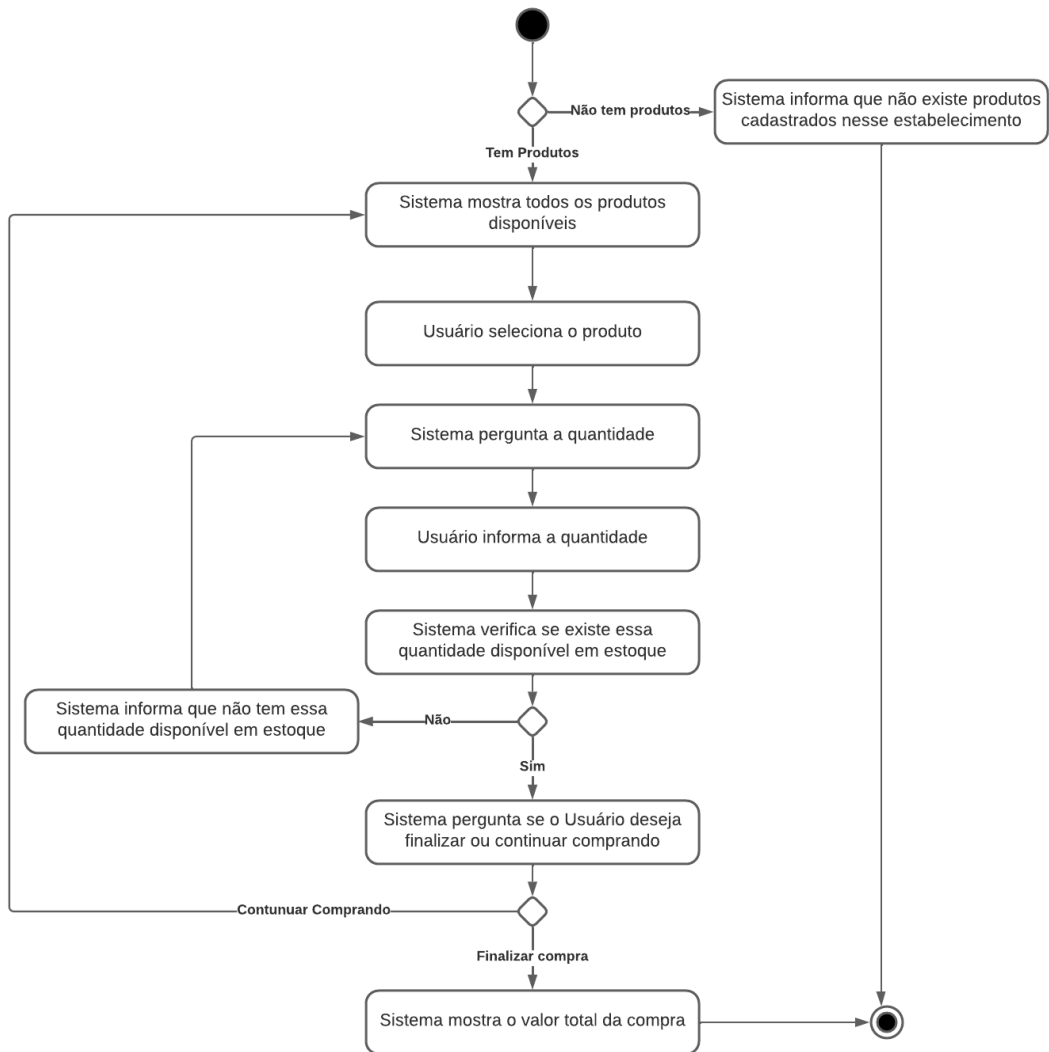 Não tem produtos
Sistema informa que não existe produtos
cadastrados nesse estabelecimento
Tem Produtos
Sistema mostra todos os produtos
disponíveis
Usuário seleciona o produto
Sistema pergunta a quantidade
Usuário informa a quantidade
Sistema verifica se existe essa
quantidade disponível em estoque
Sistema informa que não tem essa
quantidade disponível em estoque
Não
Sim
Sistema pergunta se o Usuário deseja
finalizar ou continuar comprando
Contunuar Comprando
Finalizar compra
Sistema mostra o valor total da compra